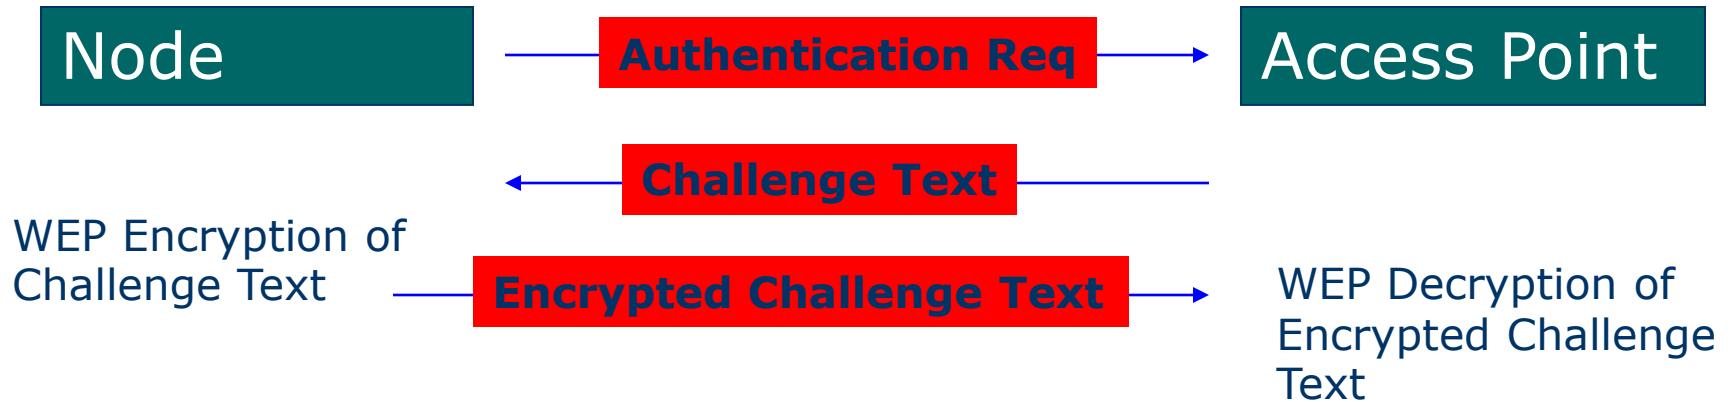 Node
Authentication Req
Access Point
Challenge Text
WEP Encryption of
Challenge Text
Encrypted Challenge Text
WEP Decryption of
Encrypted Challenge
Text